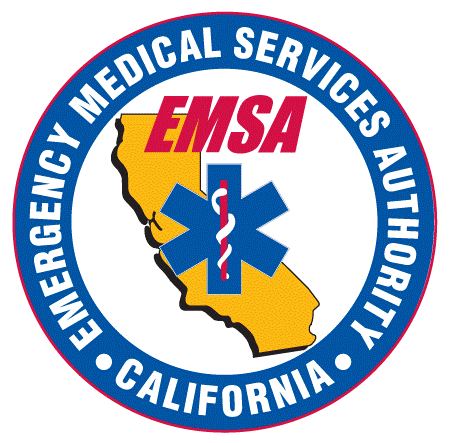 EMERGENCY MEDICAL SERVICES AUTHORITY
EMSA
• CALIFORNIA •